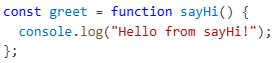 const greet = function sayHi() {
  console.log("Hello from sayHi!");
};